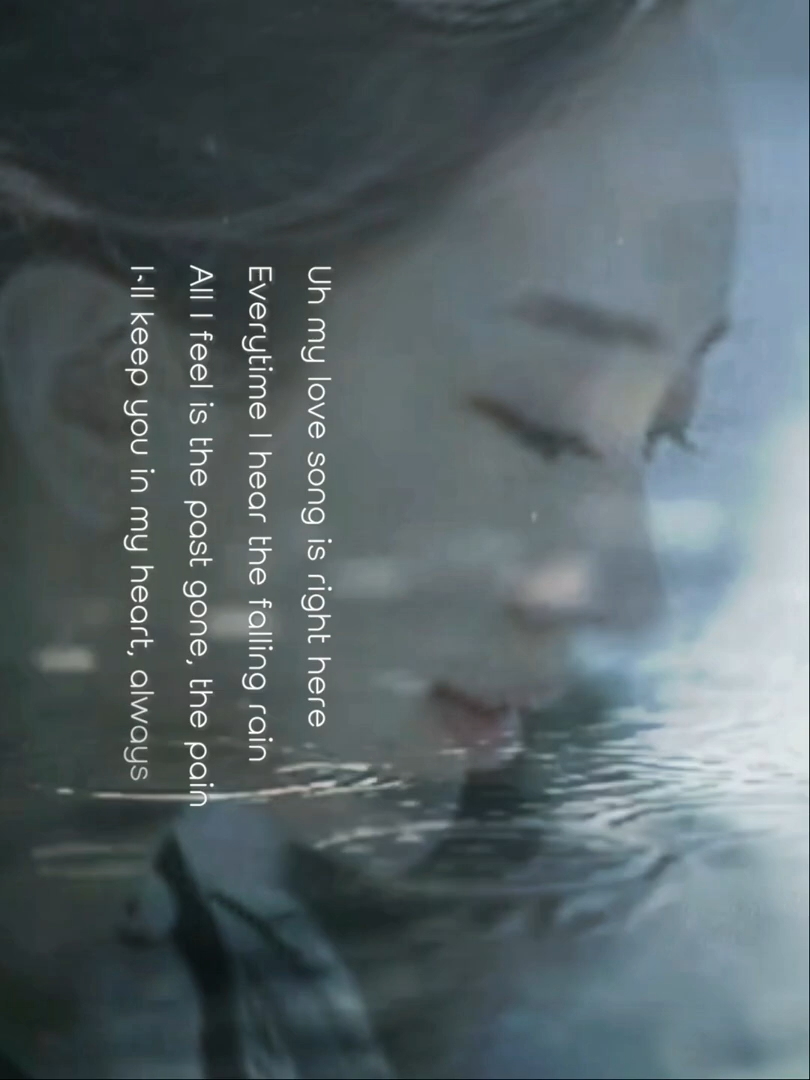 Uh my love song is right here
Everytime I hear the falling rain
All I feel is the past gone, the pain
I'll keep you in my heart, always